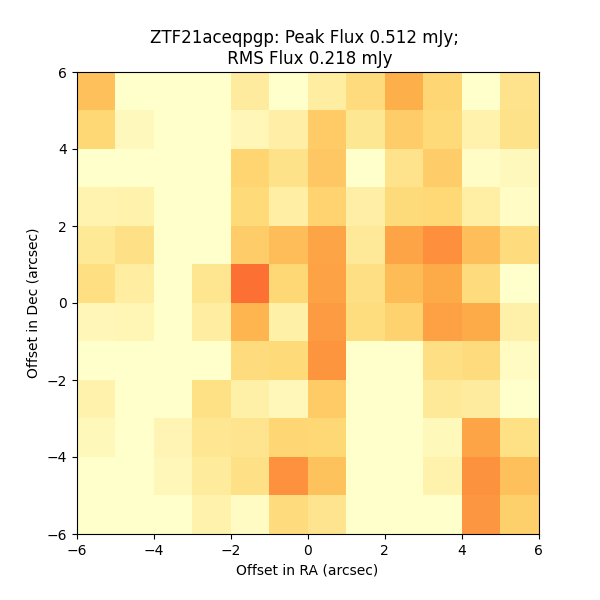 ZTF21aceqpgp: Peak Flux 0.512 mJy;
RMS Flux 0.218 mJy
6
4
2
0
−2
−4
−6
Offset in Dec (arcsec)
−6 −4 −2 0 2 4 6
Offset in RA (arcsec)